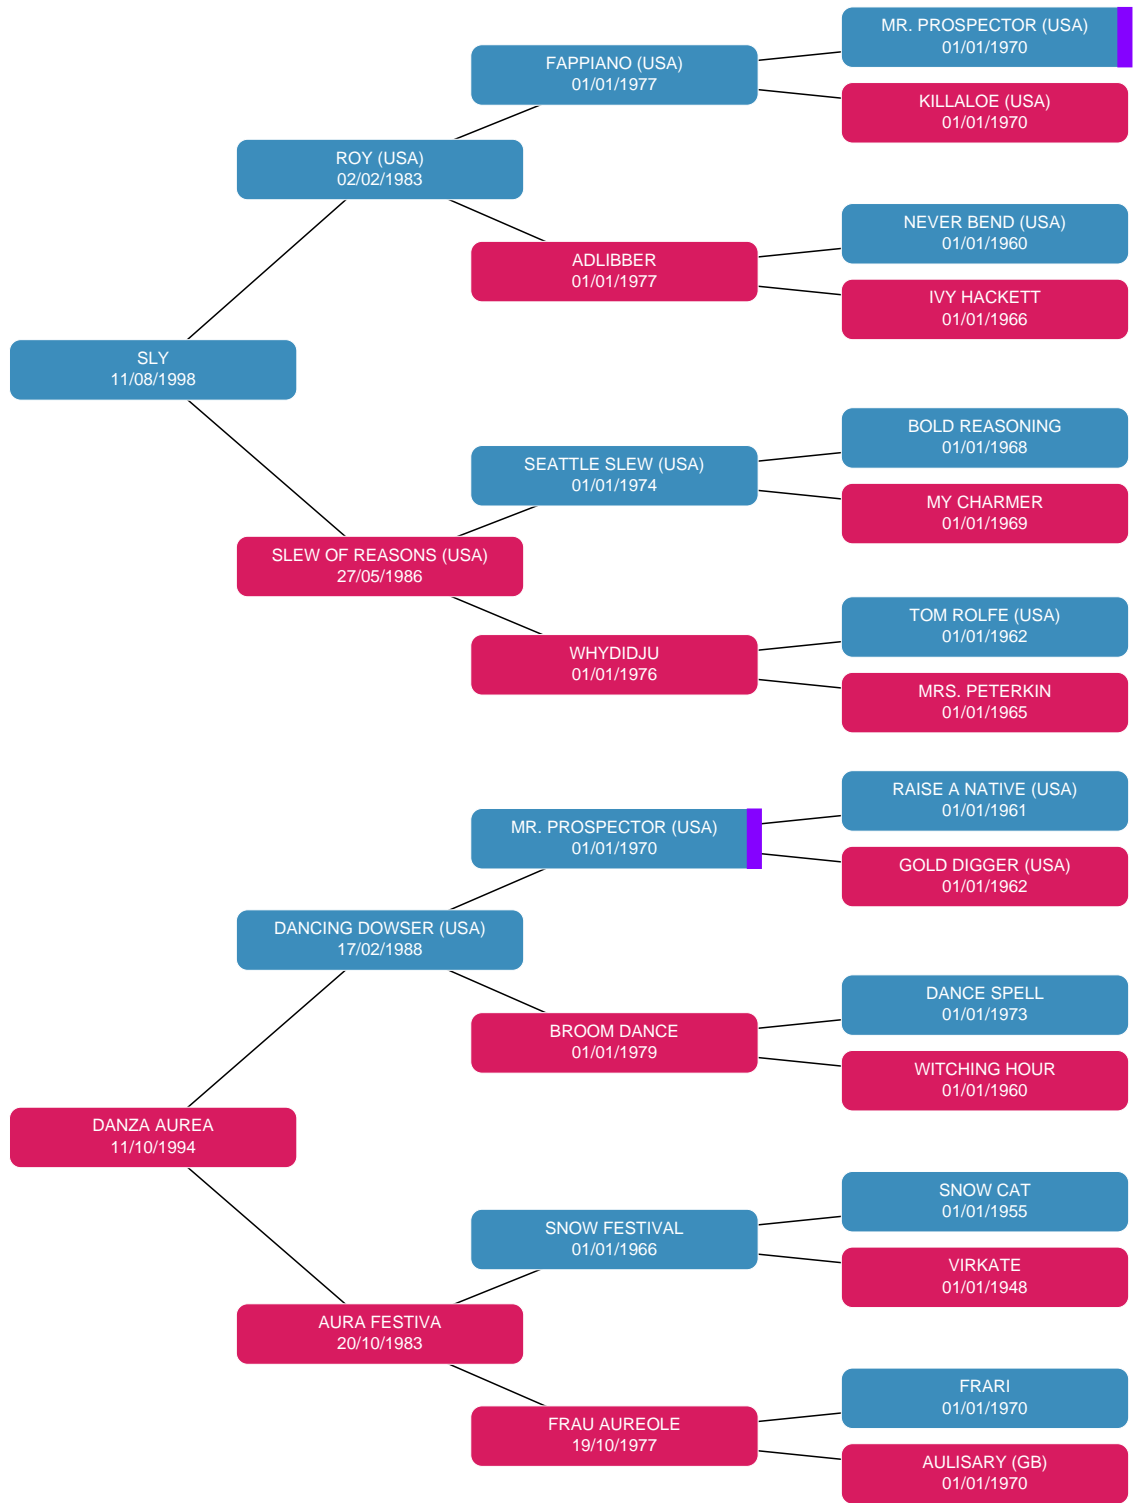 MR. PROSPECTOR (USA)
01/01/1970
FAPPIANO (USA)
01/01/1977
KILLALOE (USA)
01/01/1970
ROY (USA)
02/02/1983
NEVER BEND (USA)
01/01/1960
ADLIBBER
01/01/1977
IVY HACKETT
01/01/1966
SLY
11/08/1998
BOLD REASONING
01/01/1968
SEATTLE SLEW (USA)
01/01/1974
MY CHARMER
01/01/1969
SLEW OF REASONS (USA)
27/05/1986
TOM ROLFE (USA)
01/01/1962
WHYDIDJU
01/01/1976
MRS. PETERKIN
01/01/1965
RAISE A NATIVE (USA)
01/01/1961
MR. PROSPECTOR (USA)
01/01/1970
GOLD DIGGER (USA)
01/01/1962
DANCING DOWSER (USA)
17/02/1988
DANCE SPELL
01/01/1973
BROOM DANCE
01/01/1979
WITCHING HOUR
01/01/1960
DANZA AUREA
11/10/1994
SNOW CAT
01/01/1955
SNOW FESTIVAL
01/01/1966
VIRKATE
01/01/1948
AURA FESTIVA
20/10/1983
FRARI
01/01/1970
FRAU AUREOLE
19/10/1977
AULISARY (GB)
01/01/1970